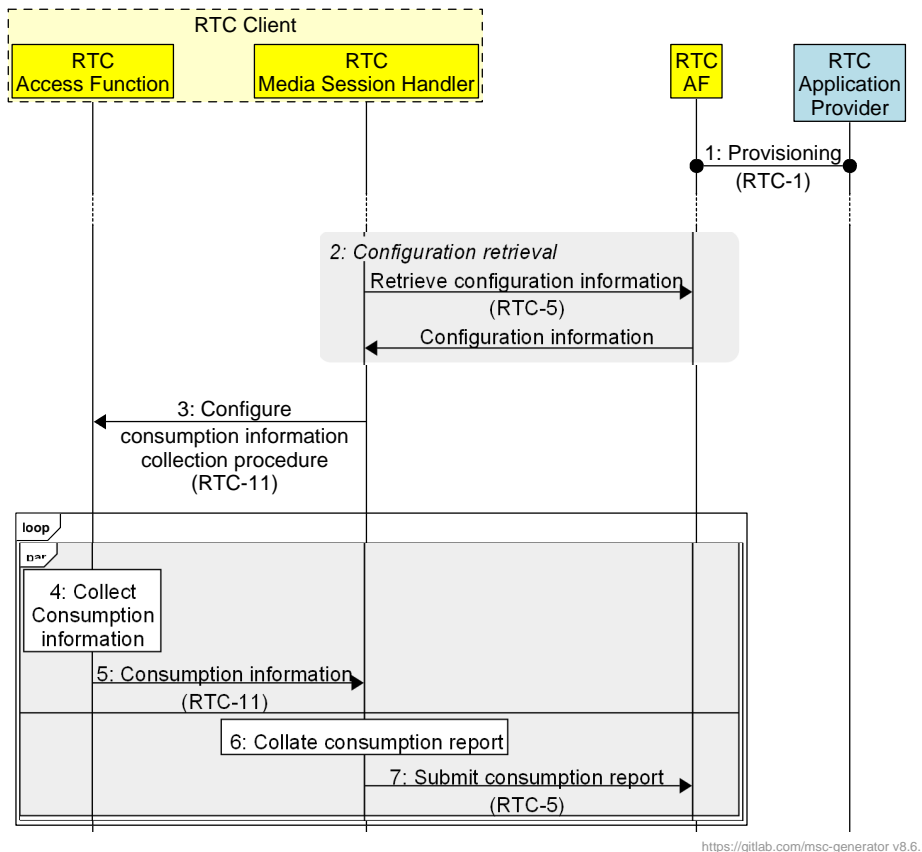 RTC Client
RTC
Access Function
RTC
Media Session Handler
RTC
AF
RTC
Application
Provider
1: Provisioning
(RTC-1)
2: Configuration retrieval
Retrieve configuration information
(RTC-5)
Configuration information
3: Configure
consumption information
collection procedure
(RTC-11)
loop
par
4: Collect
Consumption
information
5: Consumption information
(RTC-11)
6: Collate consumption report
7: Submit consumption report
(RTC-5)
https://gitlab.com/msc-generator v8.6.